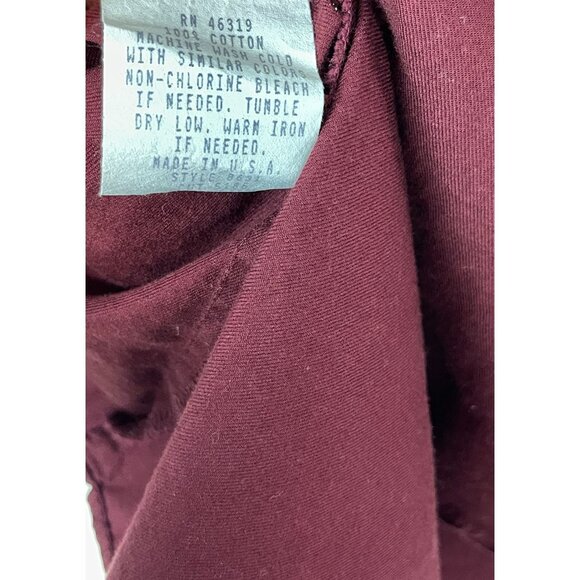 RN 46319
100% COTTON
MACHINE WASH COLD
WITH SIMILAR COLORS
NON-CHLORINE BLEACH
IF NEEDED. TUMBLE
DRY LOW. WARM IRON
IF NEEDED.
MADE IN U.S.A.
STYLE